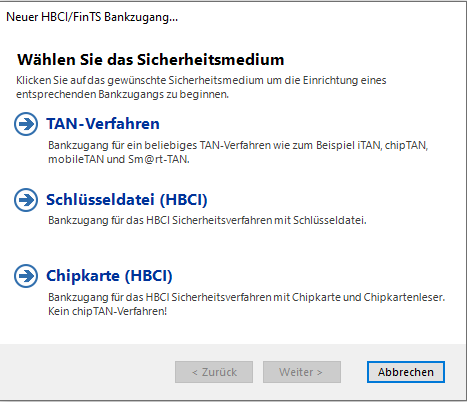 Neuer HBCI/FinTS Bankzugang...
Wählen Sie das Sicherheitsmedium
Klicken Sie auf das gewünschte Sicherheitsmedium um die Einrichtung eines
entsprechenden Bankzugangs zu beginnen.
TAN-Verfahren
Bankzugang für ein beliebiges TAN-Verfahren wie zum Beispiel iTAN, chipTAN,
mobileTAN und Sm@rt-TAN.
Schlüsseldatei (HBCI)
Bankzugang für das HBCI Sicherheitsverfahren mit Schlüsseldatei.
Chipkarte (HBCI)
Bankzugang für das HBCI Sicherheitsverfahren mit Chipkarte und Chipkartenleser.
Kein chipTAN-Verfahren!
< Zurück Weiter > Abbrechen